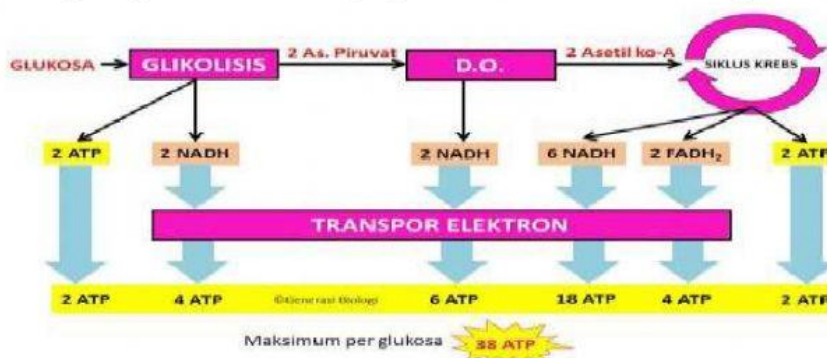 GLUKOSA GLIKOLISIS 2 As. Piruvat D.O. 2 Asetil ko-A SIKLUS KREBS
2 ATP 2 NADH 2 NADH 6 NADH 2 FADH₂ 2 ATP
TRANSPOR ELEKTRON
2 ATP 4 ATP ©Generasi Biologi 6 ATP 18 ATP 4 ATP 2 ATP
Maksimum per glukosa 38 ATP